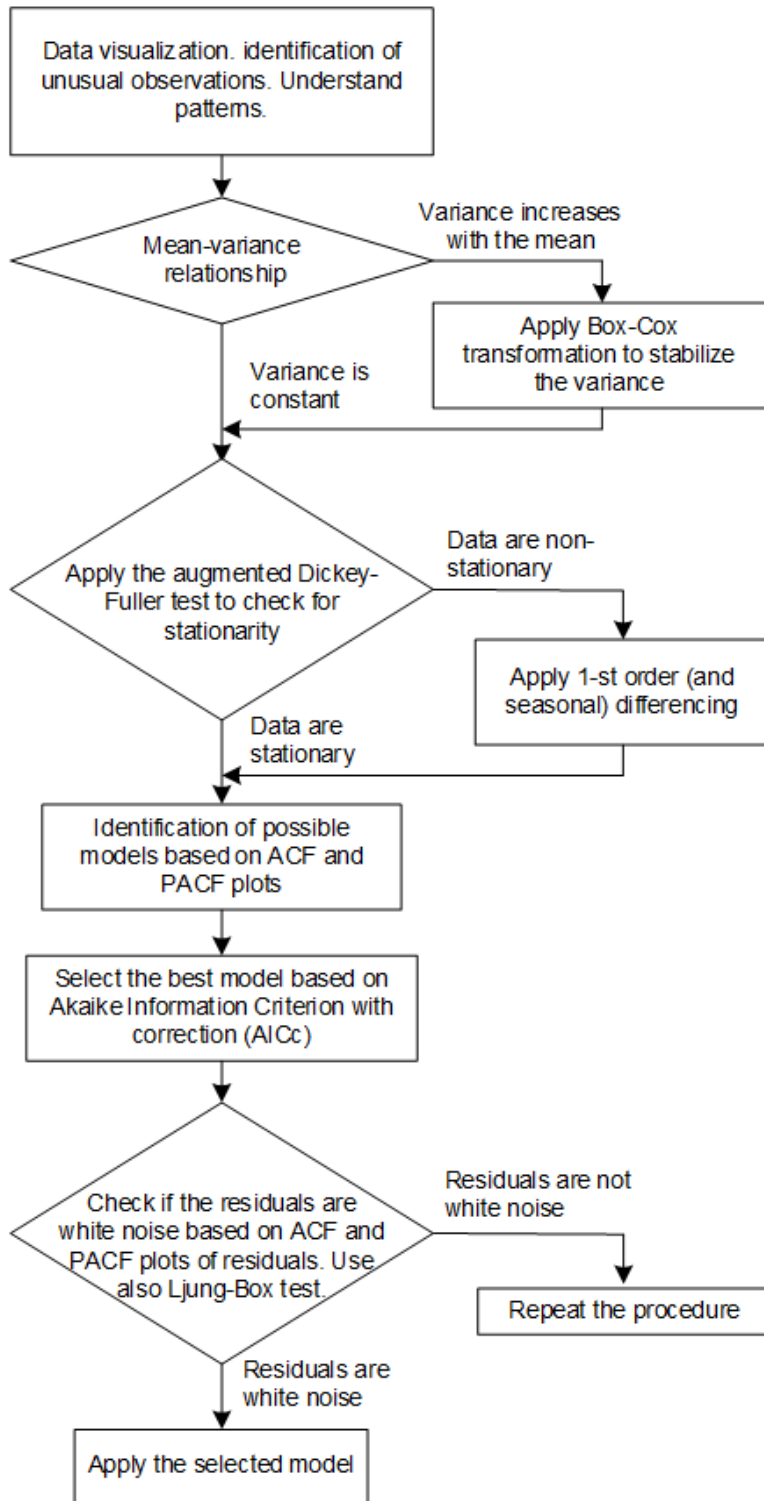 Data visualization. identification of
unusual observations. Understand
patterns.
Mean-variance
relationship
Variance increases
with the mean
Apply Box-Cox
transformation to stabilize
the variance
Variance is
constant
Apply the augmented Dickey-
Fuller test to check for
stationarity
Data are non-
stationary
Apply 1-st order (and
seasonal) differencing
Data are
stationary
Identification of possible
models based on ACF and
PACF plots
Select the best model based on
Akaike Information Criterion with
correction (AICc)
Check if the residuals are
white noise based on ACF and
PACF plots of residuals. Use
also Ljung-Box test.
Residuals are not
white noise
Repeat the procedure
Residuals are
white noise
Apply the selected model